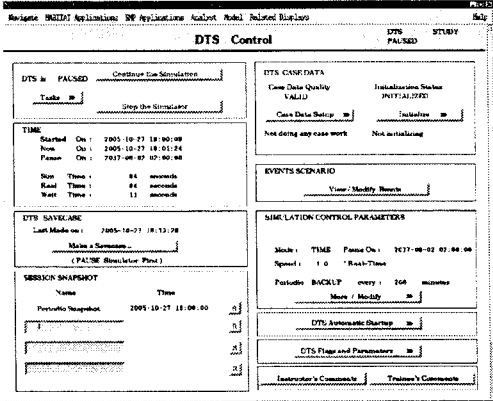 Navigate HABITAT Applications EMP Applications Analyst Model Related Displays Help
DTS Control
DTS STUDY
PAUSED
DTS is PAUSED
Continue the Simulation
Tasks
Stop the Simulator
TIME
Started On : 2005-10-27 18:00:00
Now On : 2005-10-27 18:01:24
Pause On : 2037-08-02 02:00:00
Sim Time : 84 seconds
Real Time : 84 seconds
Wait Time : 11 seconds
DTS SAVECASE
Last Made on : 2005-10-27 18:13:28
Make a Savecase...
( PAUSE Simulator First )
SESSION SNAPSHOT
Name Time
Periodic Snapshot 2005-10-27 18:00:00 R
R
R
R
DTS CASE DATA
Case Data Quality Initialization Status
VALID INITIALIZED
Case Data Setup Initialize
Not doing any case work Not initializing
EVENTS SCENARIO
View / Modify Events
SIMULATION CONTROL PARAMETERS
Mode : TIME Pause On : 2037-08-02 02:00:00
Speed : 1.0 * Real-Time
Periodic BACKUP every : 200 minutes
More / Modify
DTS Automatic Startup
DTS Flags and Parameters
Instructor's Comments Trainee's Comments